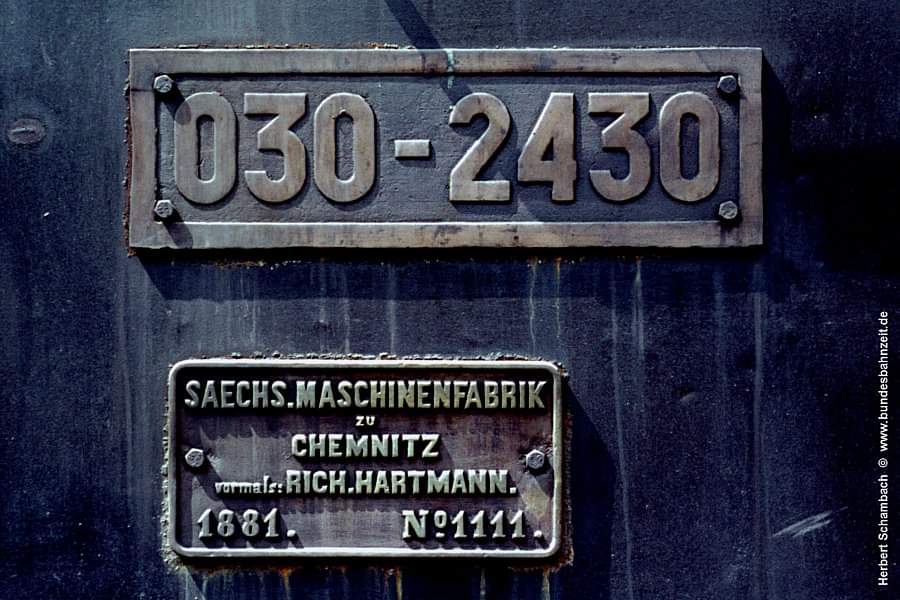 030-2430
SAECHS.MASCHINENFABRIK
ZU
CHEMNITZ
vormals: RICH.HARTMANN.
1881. No1111.
Herbert Schambach © www.bundesbahnzeit.de